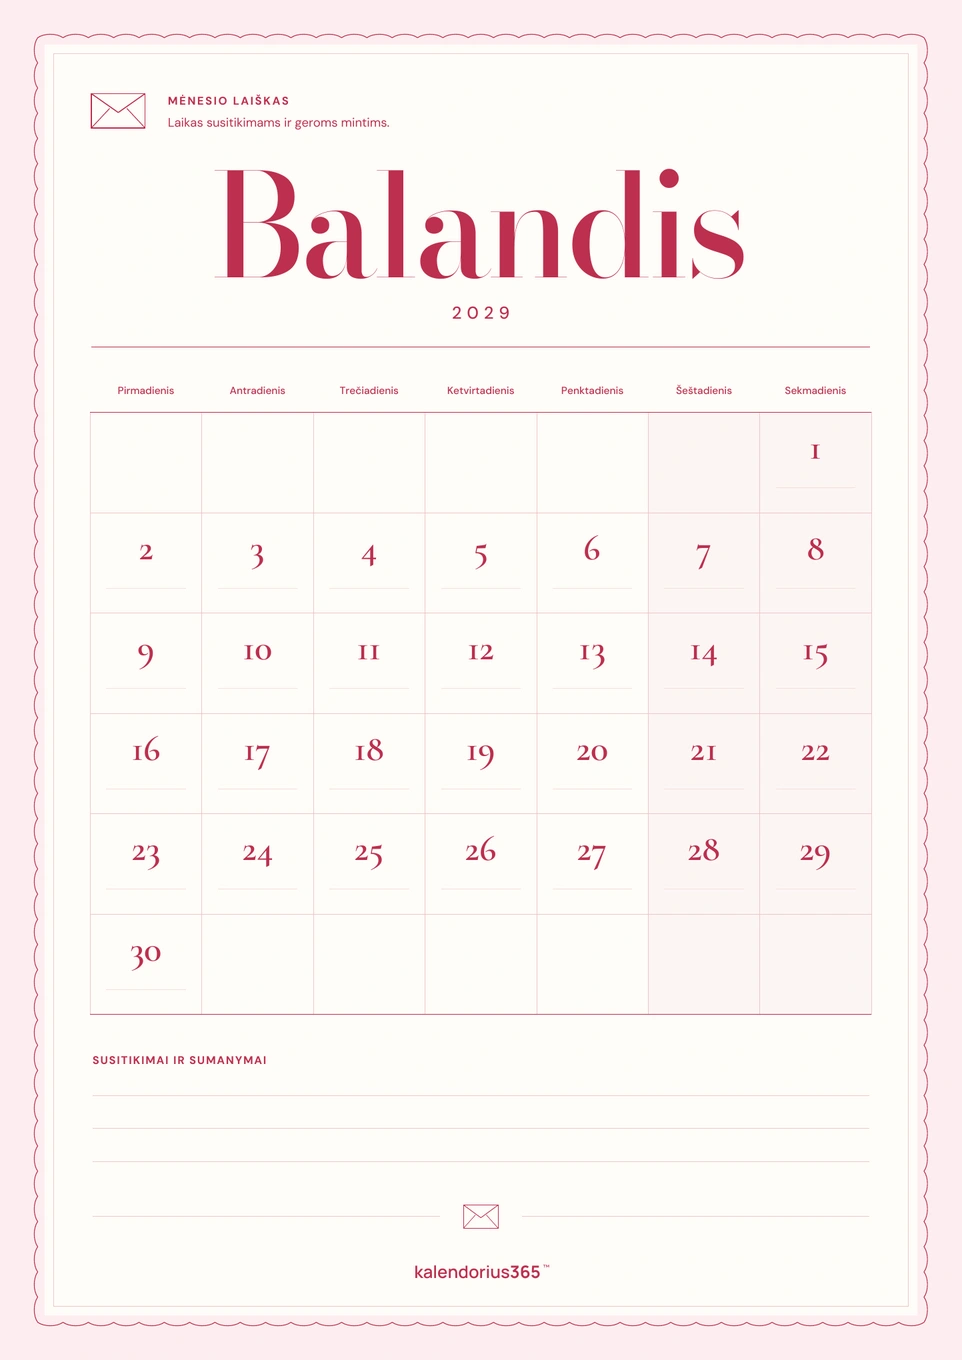 MĖNESIO LAIŠKAS
Laikas susitikimams ir geroms mintims.
Balandis
2029
Pirmadienis Antradienis Trečiadienis Ketvirtadienis Penktadienis Šeštadienis Sekmadienis
1
2 3 4 5 6 7 8
9 10 11 12 13 14 15
16 17 18 19 20 21 22
23 24 25 26 27 28 29
30
SUSITIKIMAI IR SUMANYMAI
kalendorius365™